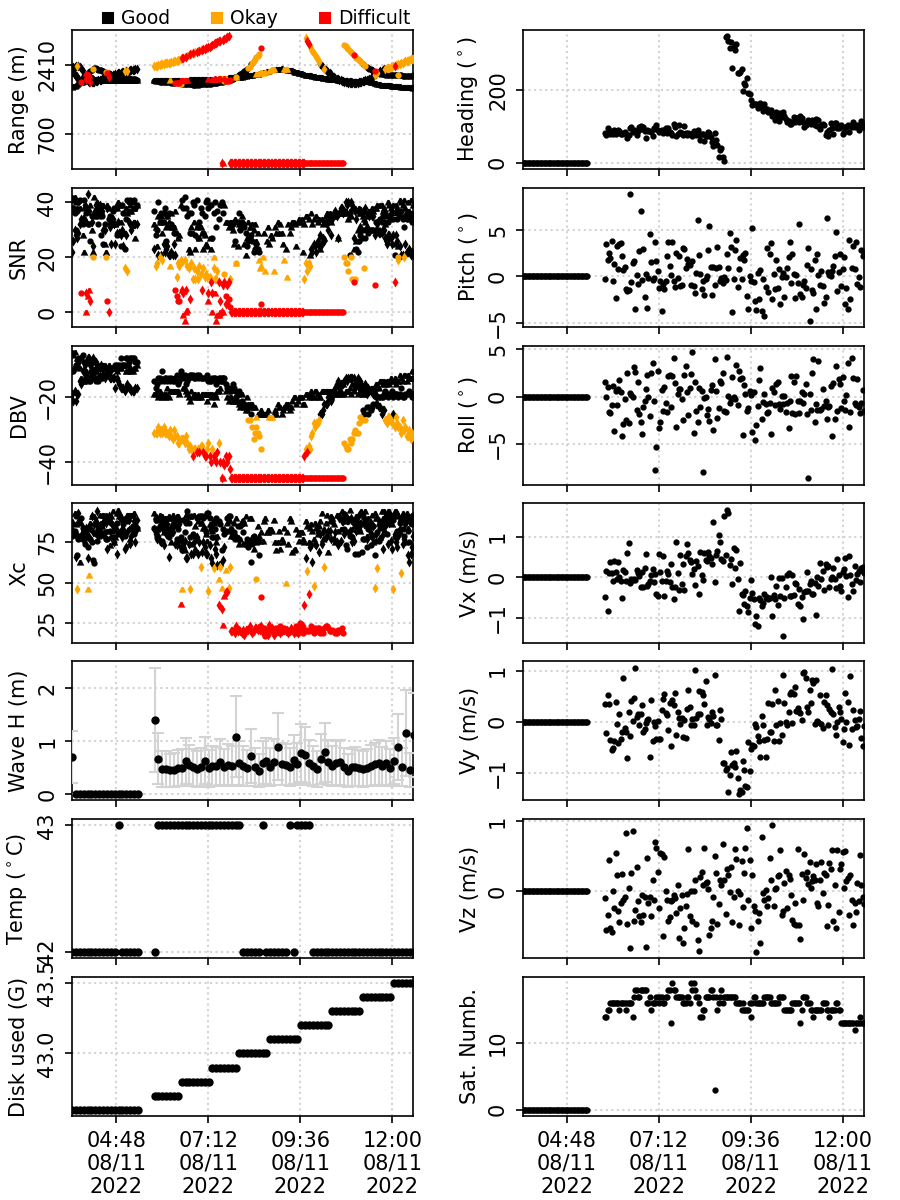 Good Okay Difficult
Range (m)
2410
700
SNR
40
20
0
DBV
−20
−40
Xc
75
50
25
Wave H (m)
2
1
0
Temp (°C)
43
42
Disk used (G)
43.5
43.0
04:48 07:12 09:36 12:00
08/11 08/11 08/11 08/11
2022 2022 2022 2022
Heading (°)
200
0
Pitch (°)
5
0
−5
Roll (°)
5
0
−5
Vx (m/s)
1
0
−1
Vy (m/s)
1
0
−1
Vz (m/s)
1
0
Sat. Numb.
10
0
04:48 07:12 09:36 12:00
08/11 08/11 08/11 08/11
2022 2022 2022 2022